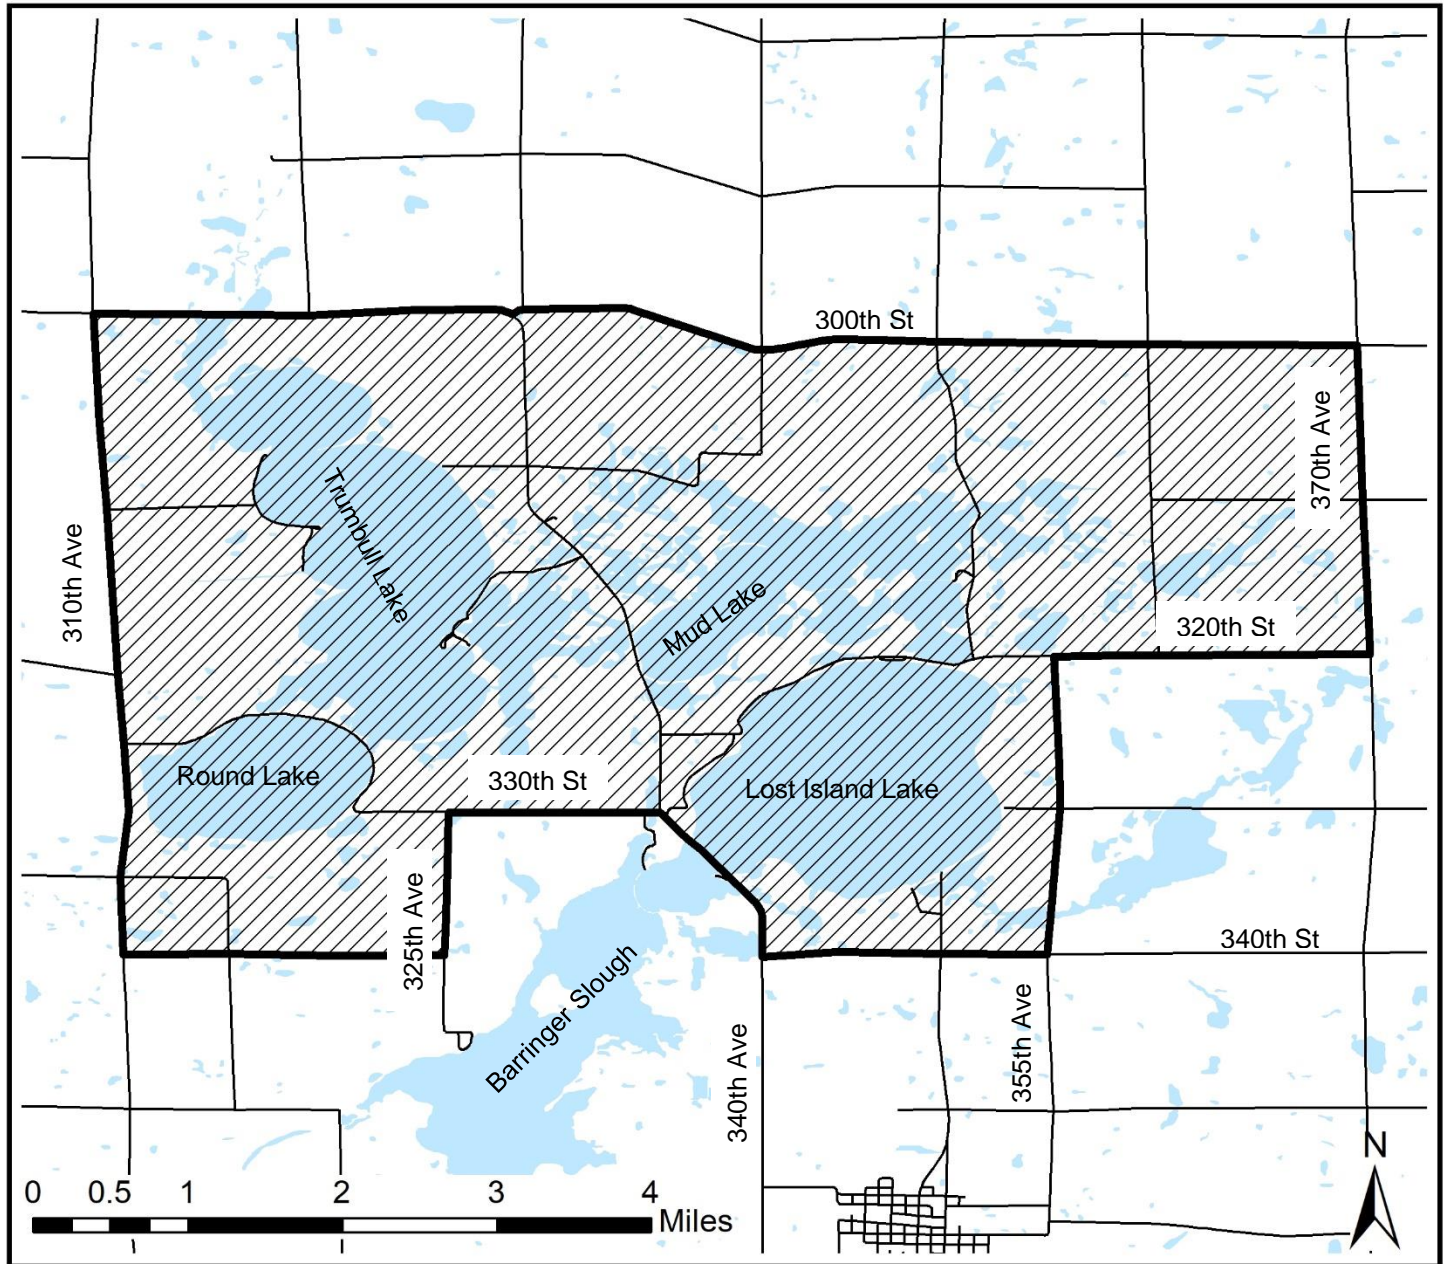 300th St
370th Ave
Trumbull Lake
310th Ave
Mud Lake
320th St
Round Lake
330th St
Lost Island Lake
325th Ave
340th St
Barringer Slough
355th Ave
340th Ave
N
0 0.5 1 2 3 4
Miles